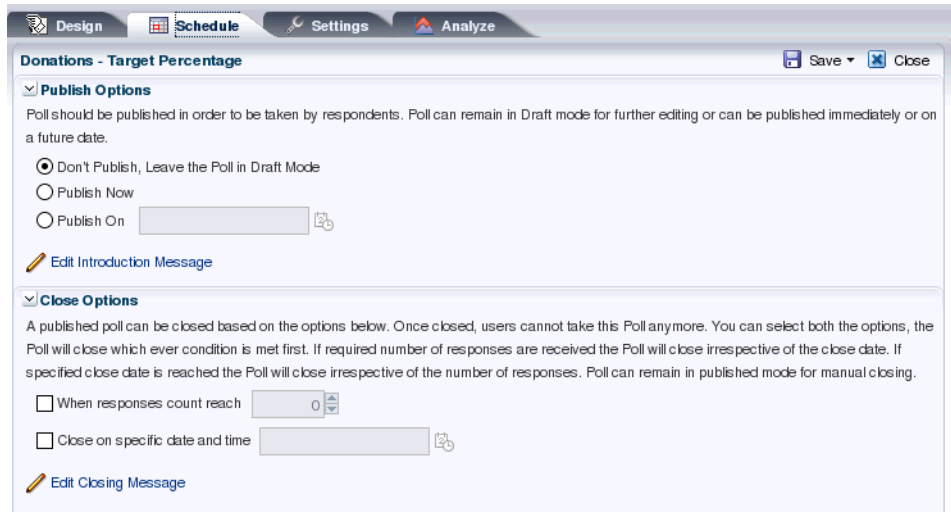 Design Schedule Settings Analyze
Donations - Target Percentage Save Close
Publish Options
Poll should be published in order to be taken by respondents. Poll can remain in Draft mode for further editing or can be published immediately or on
a future date.
Don't Publish, Leave the Poll in Draft Mode
Publish Now
Publish On
Edit Introduction Message
Close Options
A published poll can be closed based on the options below. Once closed, users cannot take this Poll anymore. You can select both the options, the
Poll will close which ever condition is met first. If required number of responses are received the Poll will close irrespective of the close date. If
specified close date is reached the Poll will close irrespective of the number of responses. Poll can remain in published mode for manual closing.
When responses count reach 0
Close on specific date and time
Edit Closing Message